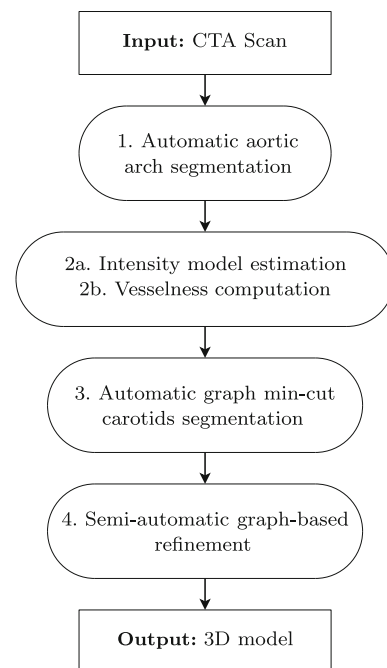 Input: CTA Scan
1. Automatic aortic
arch segmentation
2a. Intensity model estimation
2b. Vesselness computation
3. Automatic graph min-cut
carotids segmentation
4. Semi-automatic graph-based
refinement
Output: 3D model